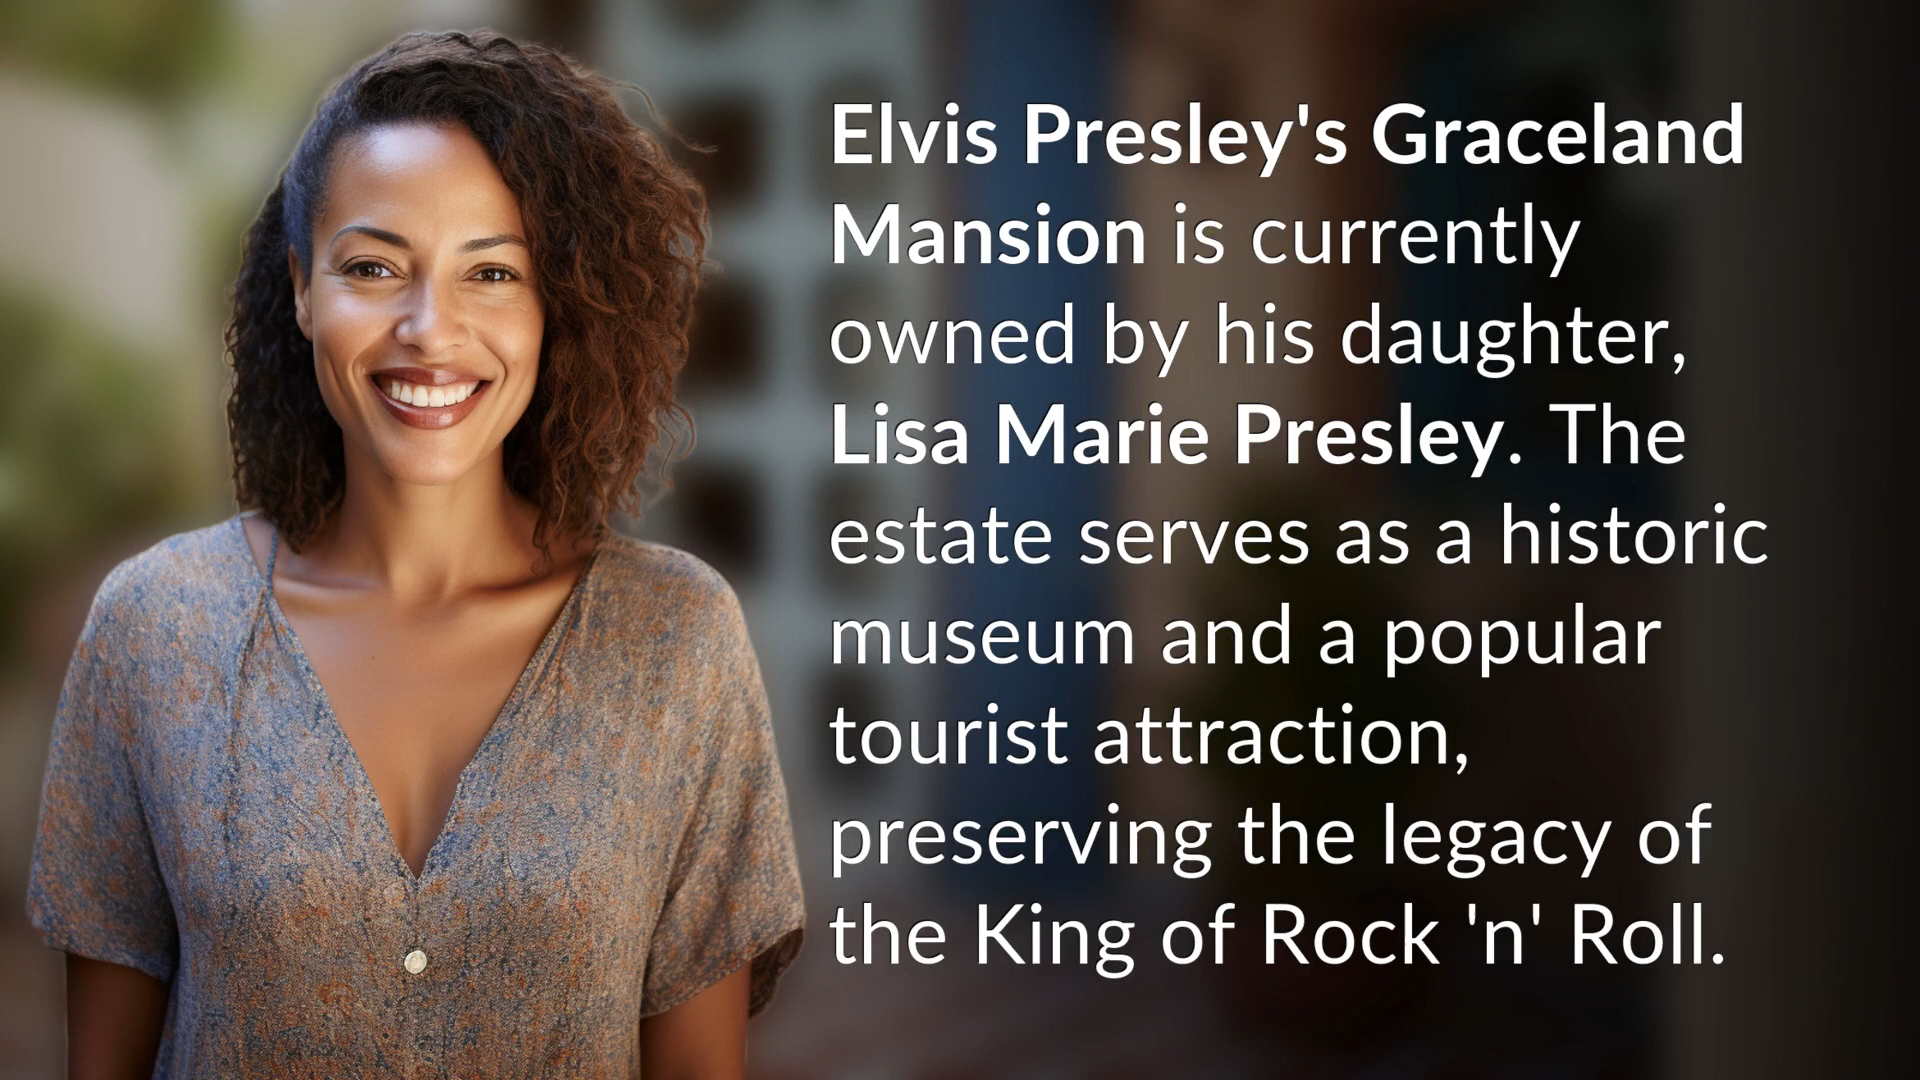 Elvis Presley's Graceland
Mansion is currently
owned by his daughter,
Lisa Marie Presley. The
estate serves as a historic
museum and a popular
tourist attraction,
preserving the legacy of
the King of Rock 'n' Roll.